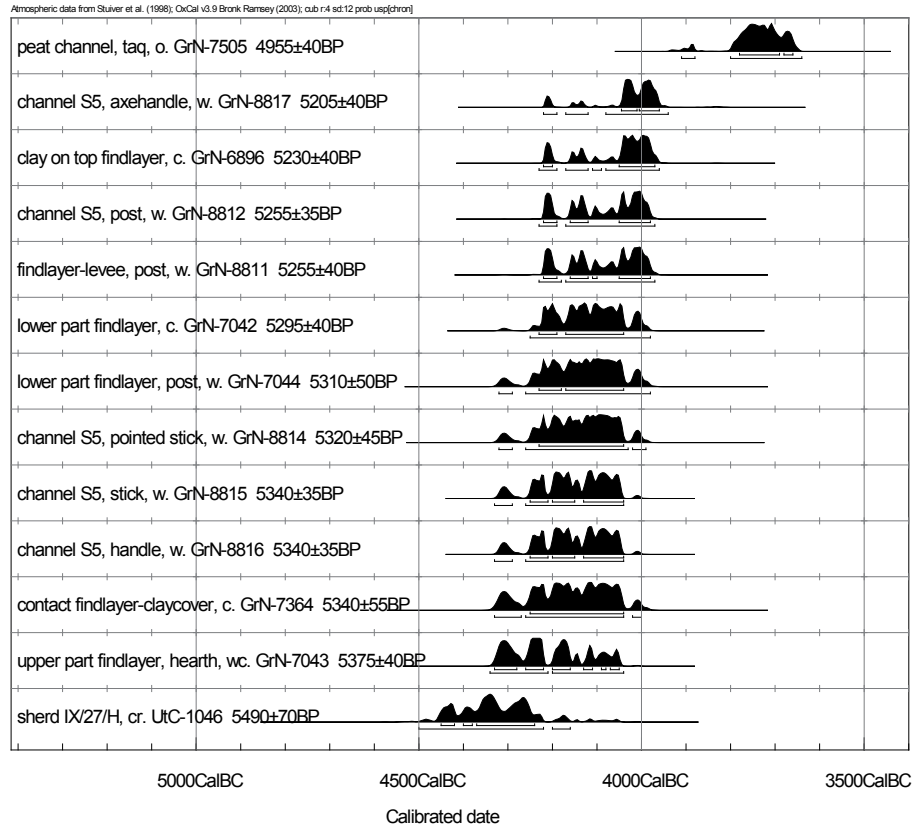 Atmospheric data from Stuiver et al. (1998); OxCal v3.9 Bronk Ramsey (2003); cub r:4 sd:12 prob usp[chron]
peat channel, taq, o. GrN-7505 4955±40BP
channel S5, axehandle, w. GrN-8817 5205±40BP
clay on top findlayer, c. GrN-6896 5230±40BP
channel S5, post, w. GrN-8812 5255±35BP
findlayer-levee, post, w. GrN-8811 5255±40BP
lower part findlayer, c. GrN-7042 5295±40BP
lower part findlayer, post, w. GrN-7044 5310±50BP
channel S5, pointed stick, w. GrN-8814 5320±45BP
channel S5, stick, w. GrN-8815 5340±35BP
channel S5, handle, w. GrN-8816 5340±35BP
contact findlayer-claycover, c. GrN-7364 5340±55BP
upper part findlayer, hearth, wc. GrN-7043 5375±40BP
sherd IX/27/H, cr. UtC-1046 5490±70BP
5000CalBC 4500CalBC 4000CalBC 3500CalBC
Calibrated date